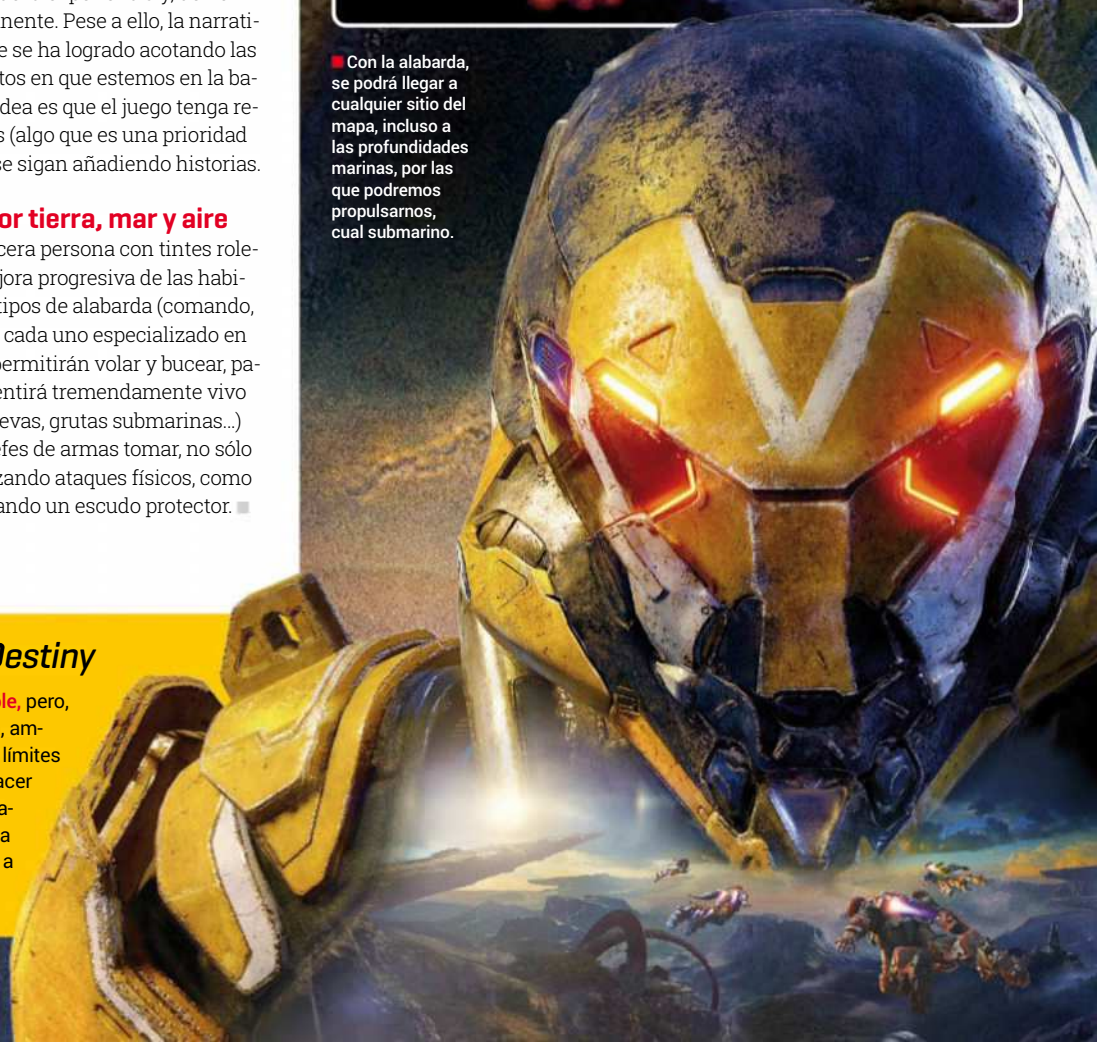 nente. Pese a ello, la narrati-
e se ha logrado acotando las
tos en que estemos en la ba-
dea es que el juego tenga re-
s (algo que es una prioridad
se sigan añadiendo historias.
or tierra, mar y aire
cera persona con tintes role-
jora progresiva de las habi-
tipos de alabarda (comando,
cada uno especializado en
permitirán volar y bucear, pa-
entirá tremendamente vivo
evas, grutas submarinas...)
efes de armas tomar, no sólo
zando ataques físicos, como
ando un escudo protector.
Con la alabarda,
se podrá llegar a
cualquier sitio del
mapa, incluso a
las profundidades
marinas, por las
que podremos
propulsarnos,
cual submarino.
Destiny
ole, pero,
, am-
límites
acer
a-
a
a